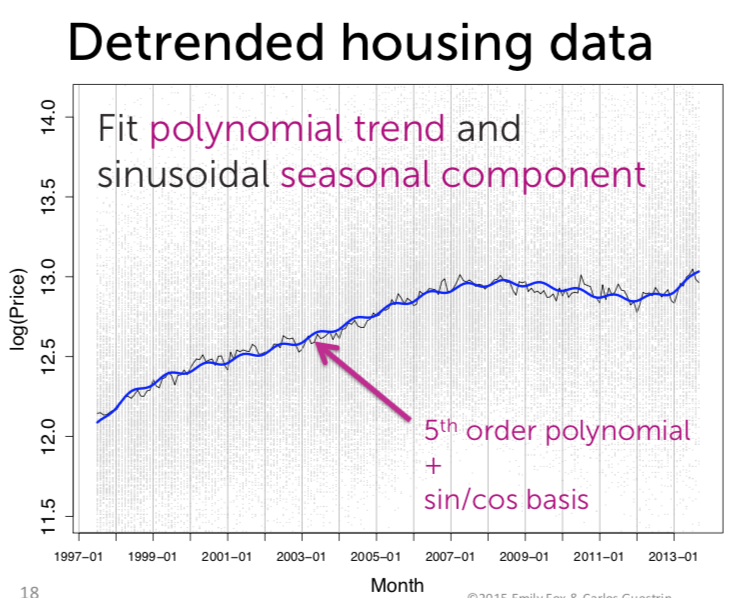 Detrended housing data
Fit polynomial trend and
sinusoidal seasonal component
14.0
13.5
13.0
12.5
12.0
11.5
log(Price)
5th order polynomial
+
sin/cos basis
1997–01
1999–01
2001–01
2003–01
2005–01
2007–01
2009–01
2011–01
2013–01
Month
18
©2015 Emily Fox & Carlos Guestrin